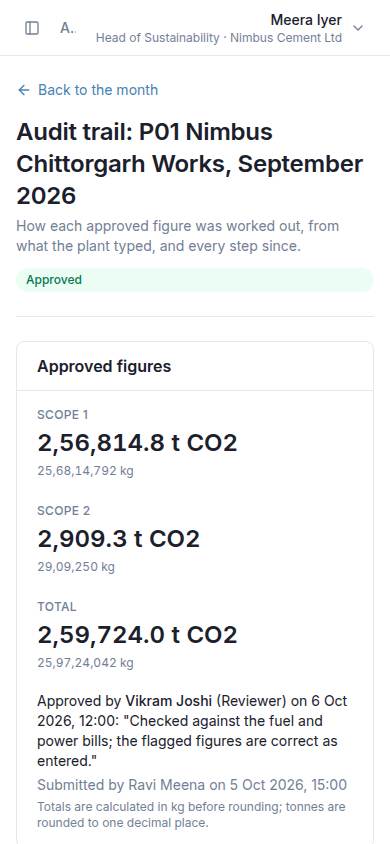 A..
Meera Iyer
Head of Sustainability · Nimbus Cement Ltd
Back to the month
Audit trail: P01 Nimbus
Chittorgarh Works, September
2026
How each approved figure was worked out, from
what the plant typed, and every step since.
Approved
Approved figures
SCOPE 1
2,56,814.8 t CO2
25,68,14,792 kg
SCOPE 2
2,909.3 t CO2
29,09,250 kg
TOTAL
2,59,724.0 t CO2
25,97,24,042 kg
Approved by Vikram Joshi (Reviewer) on 6 Oct
2026, 12:00: "Checked against the fuel and
power bills; the flagged figures are correct as
entered."
Submitted by Ravi Meena on 5 Oct 2026, 15:00
Totals are calculated in kg before rounding; tonnes are
rounded to one decimal place.